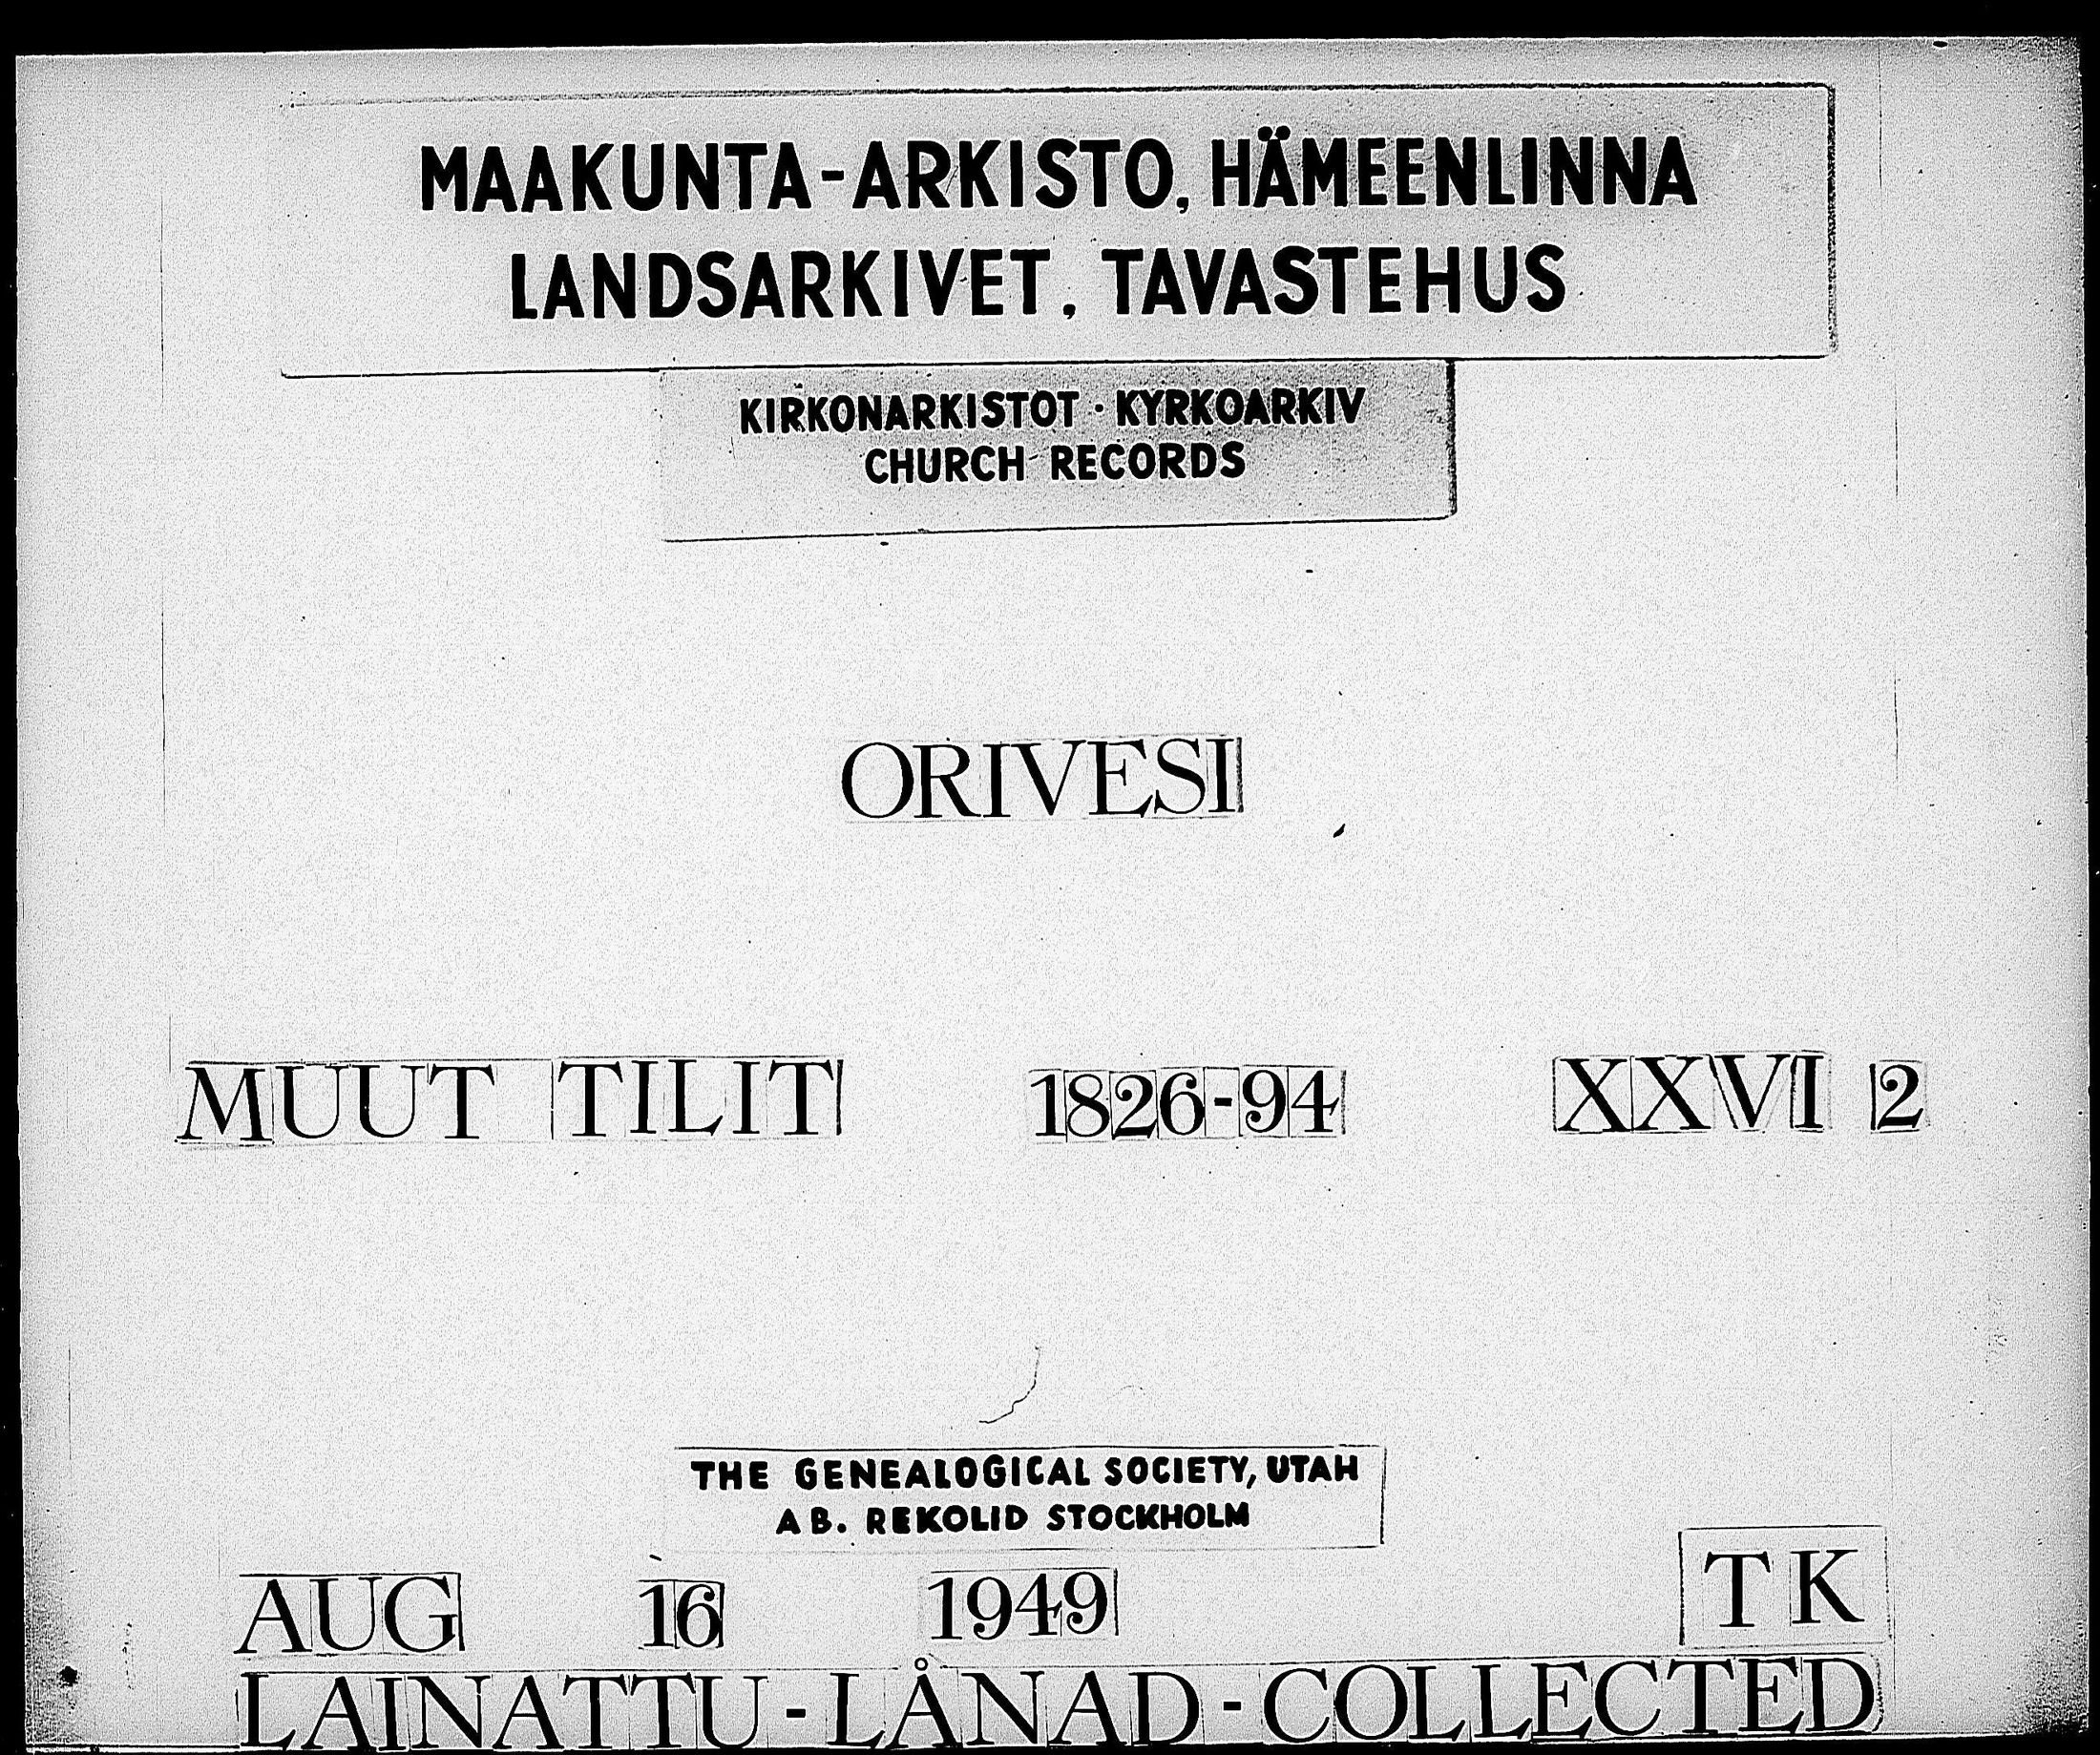 MAAKUNTA-ARKISTO, HÄMEENLINNA
LANDSARKIVET, TAVASTEHUS
KIRKONARKISTOT · KYRKOARKIV
CHURCH RECORDS
ORIVESI
MUUT TILIT 1826-94 XXVI 2
THE GENEALOGICAL SOCIETY, UTAH
AB. REKOLID STOCKHOLM
AUG 16 1949 TK
LAINATTU - LÅNAD - COLLECTED